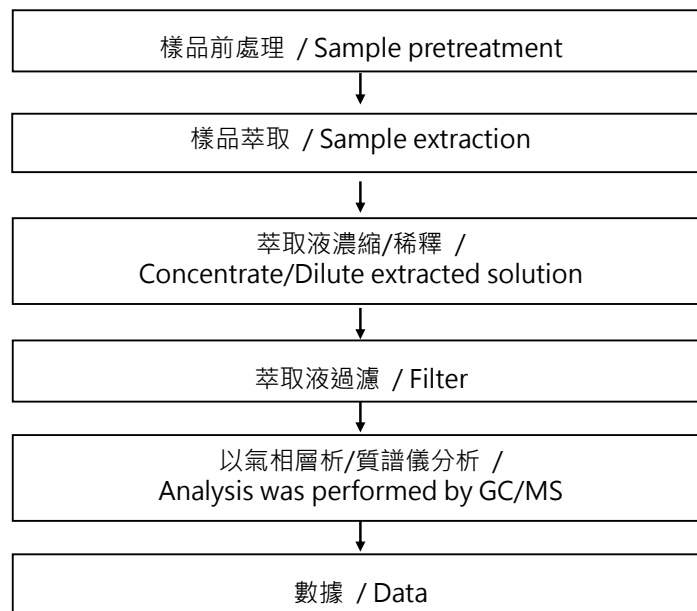 樣品前處理 / Sample pretreatment
樣品萃取 / Sample extraction
萃取液濃縮/稀釋 /
Concentrate/Dilute extracted solution
萃取液過濾 / Filter
以氣相層析/質譜儀分析 /
Analysis was performed by GC/MS
數據 / Data